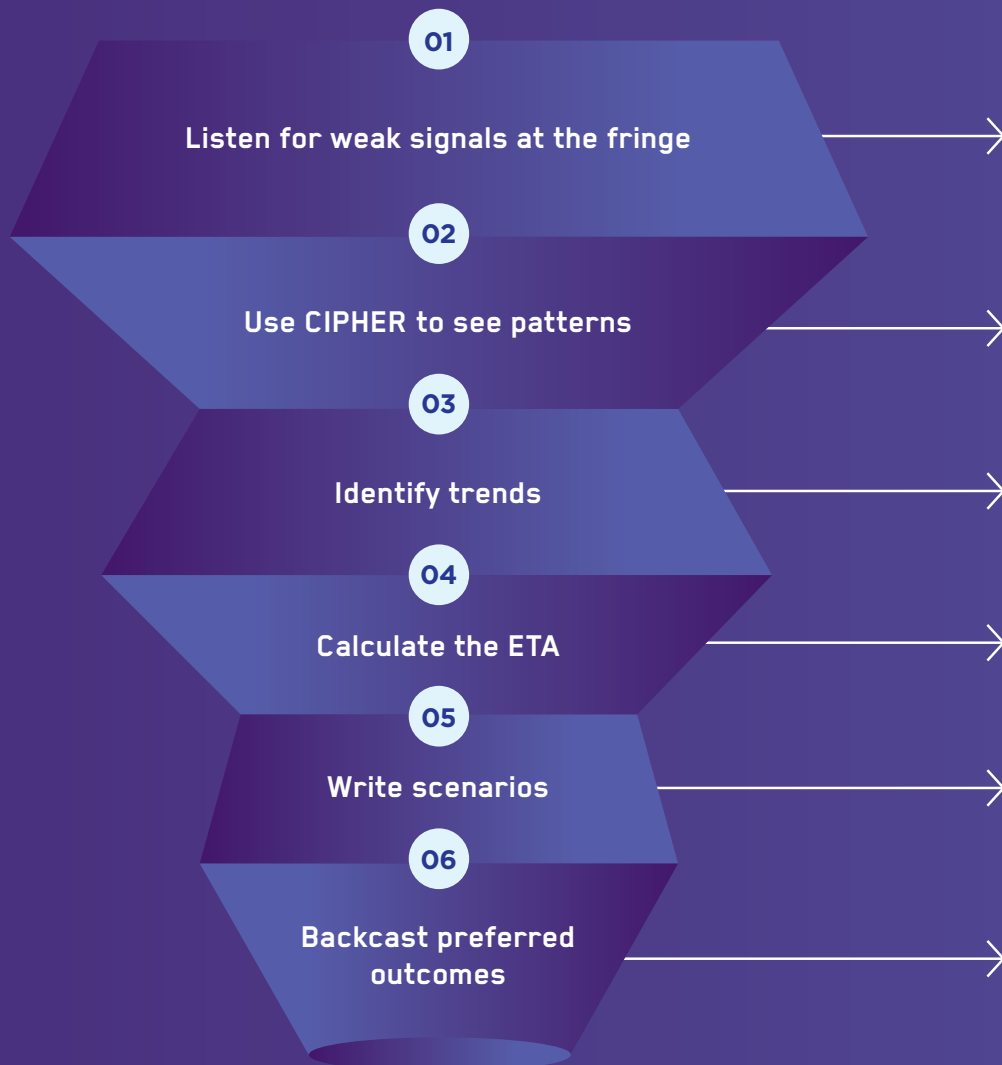 01
Listen for weak signals at the fringe
02
Use CIPHER to see patterns
03
Identify trends
04
Calculate the ETA
05
Write scenarios
06
Backcast preferred
outcomes